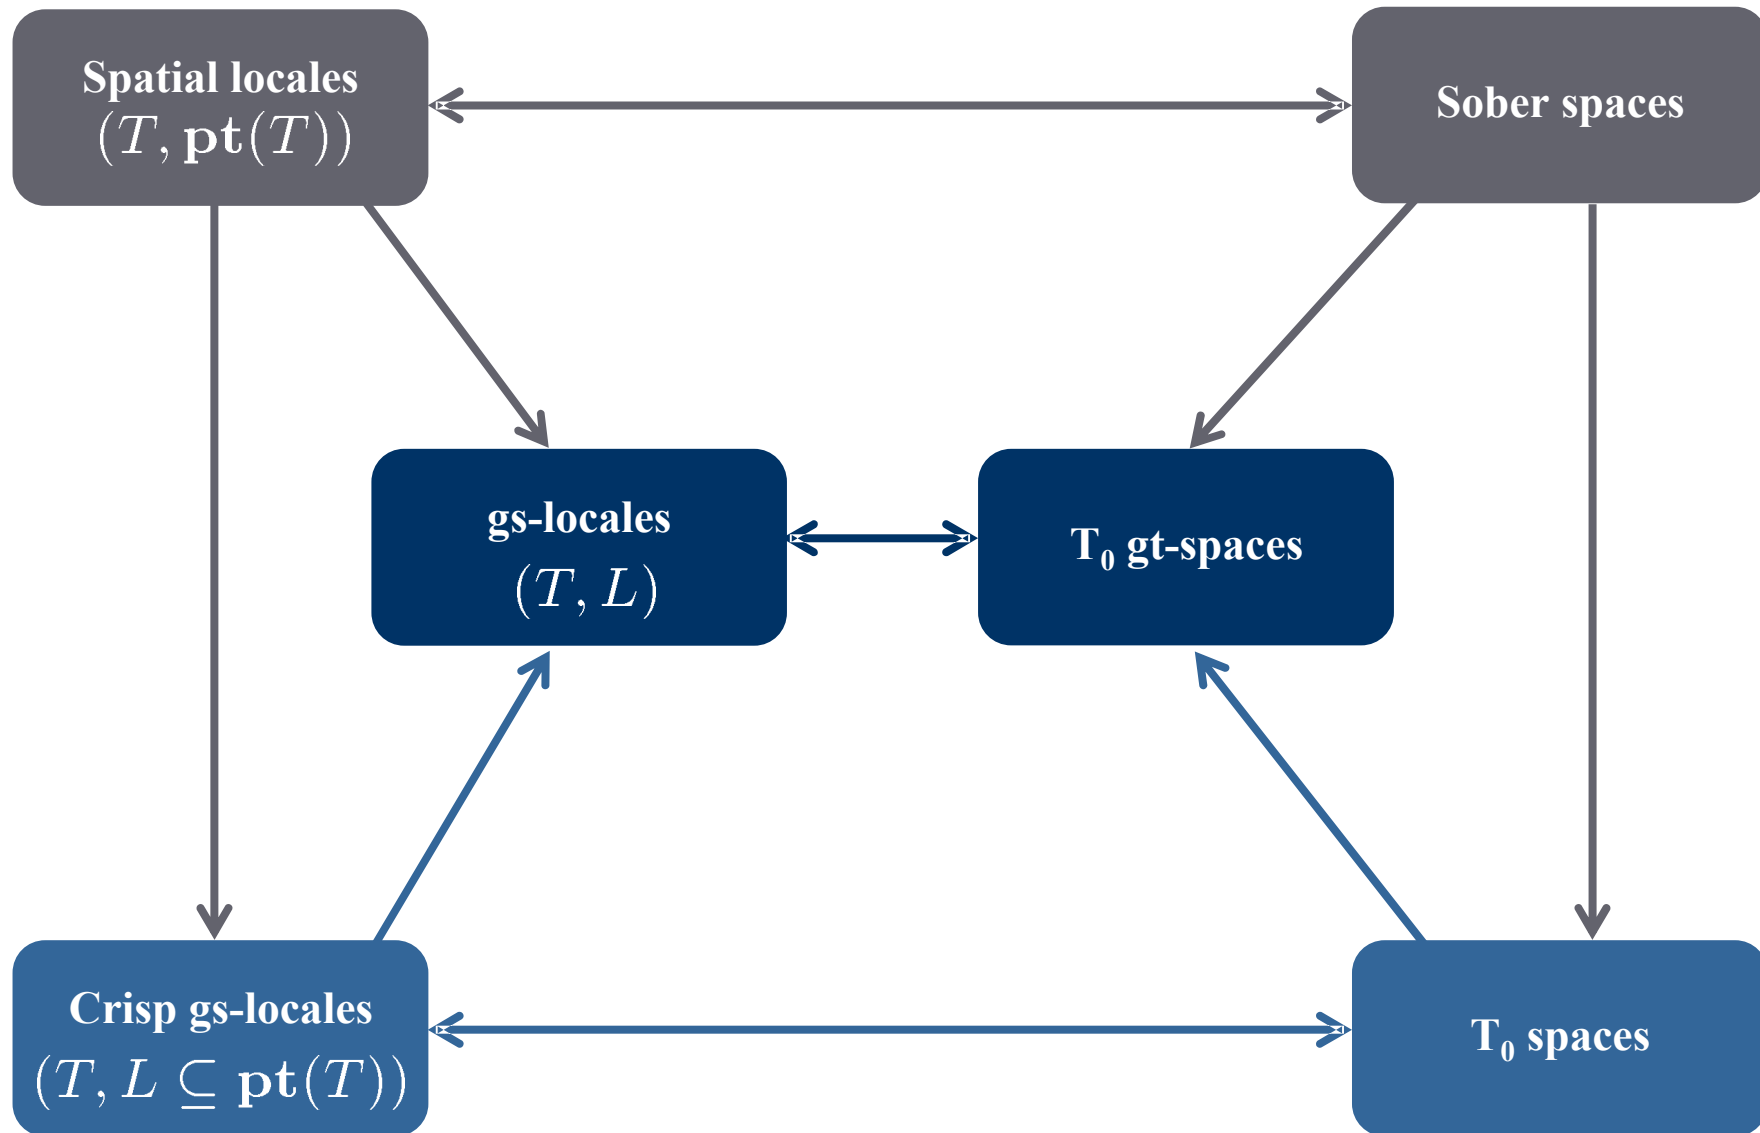 Spatial locales
(T, pt(T))
Sober spaces
gs-locales
(T, L)
T₀ gt-spaces
Crisp gs-locales
(T, L ⊆ pt(T))
T₀ spaces